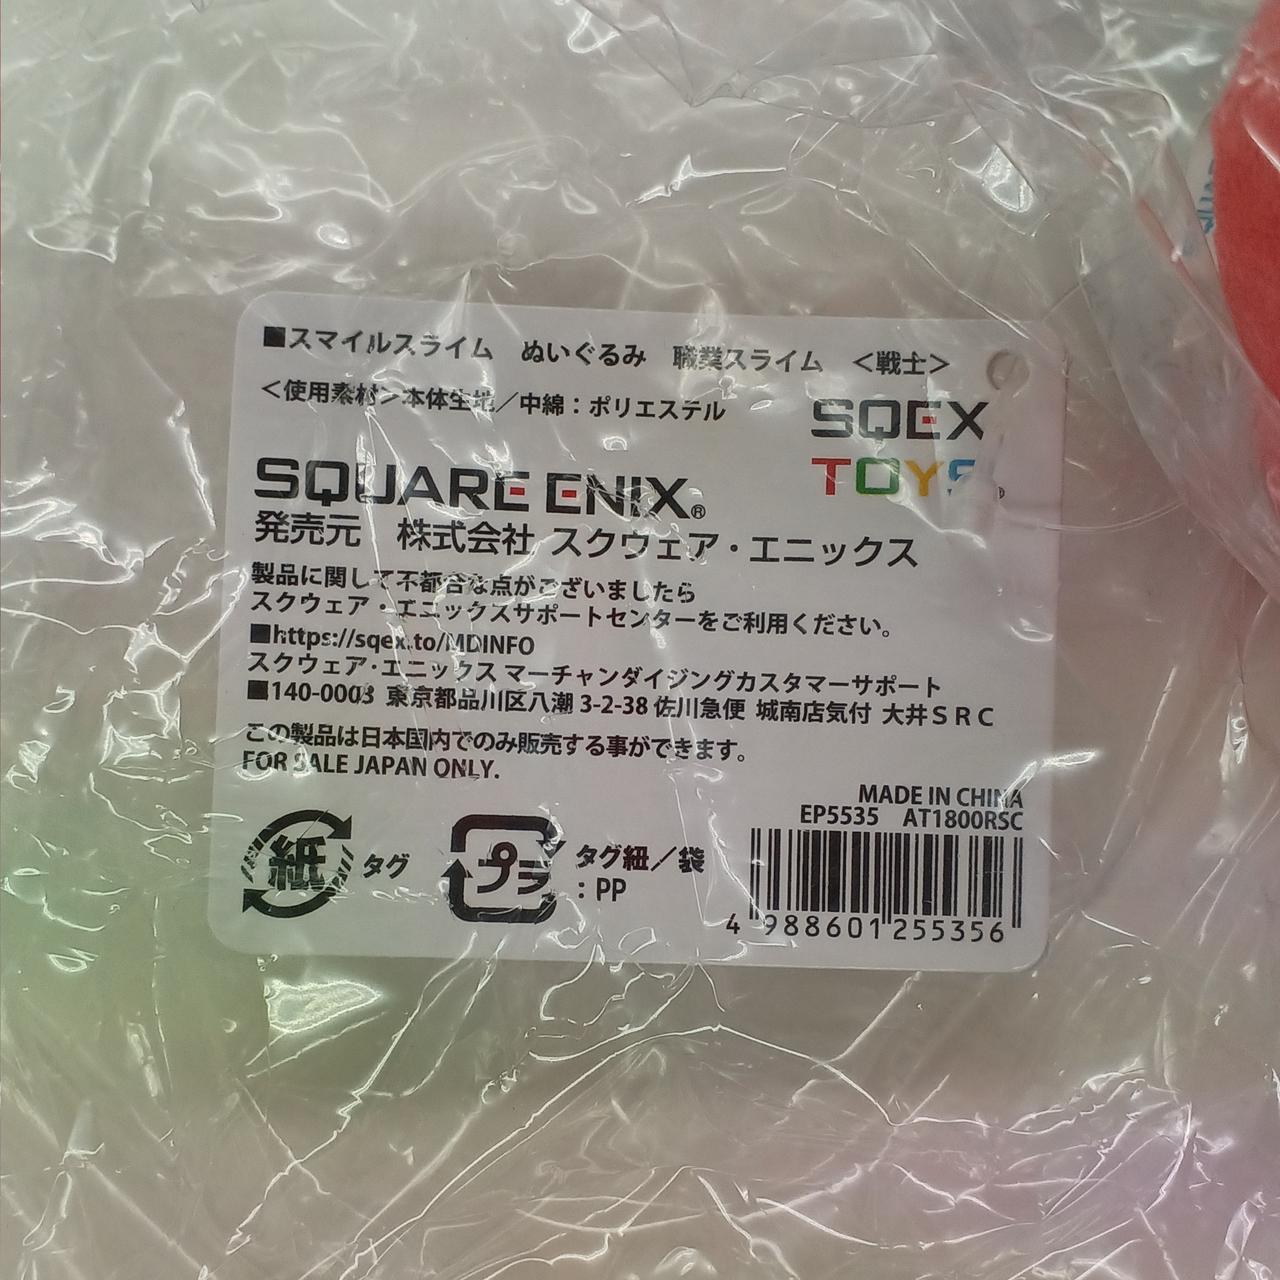 ■スマイルスライム ぬいぐるみ 職業スライム ＜戦士＞
＜使用素材＞本体生地／中綿：ポリエステル
SQEX
TOYS
SQUARE ENIX®
発売元 株式会社 スクウェア・エニックス
製品に関して不都合な点がございましたら
スクウェア・エニックスサポートセンターをご利用ください。
■https://sqex.to/MDINFO
スクウェア・エニックス マーチャンダイジングカスタマーサポート
■140-0003 東京都品川区八潮 3-2-38 佐川急便 城南店気付 大井ＳＲＣ
この製品は日本国内でのみ販売する事ができます。
FOR SALE JAPAN ONLY.
MADE IN CHINA
EP5535 AT1800RSC
紙 タグ
プラ タグ紐／袋
：PP
4 988601 255356